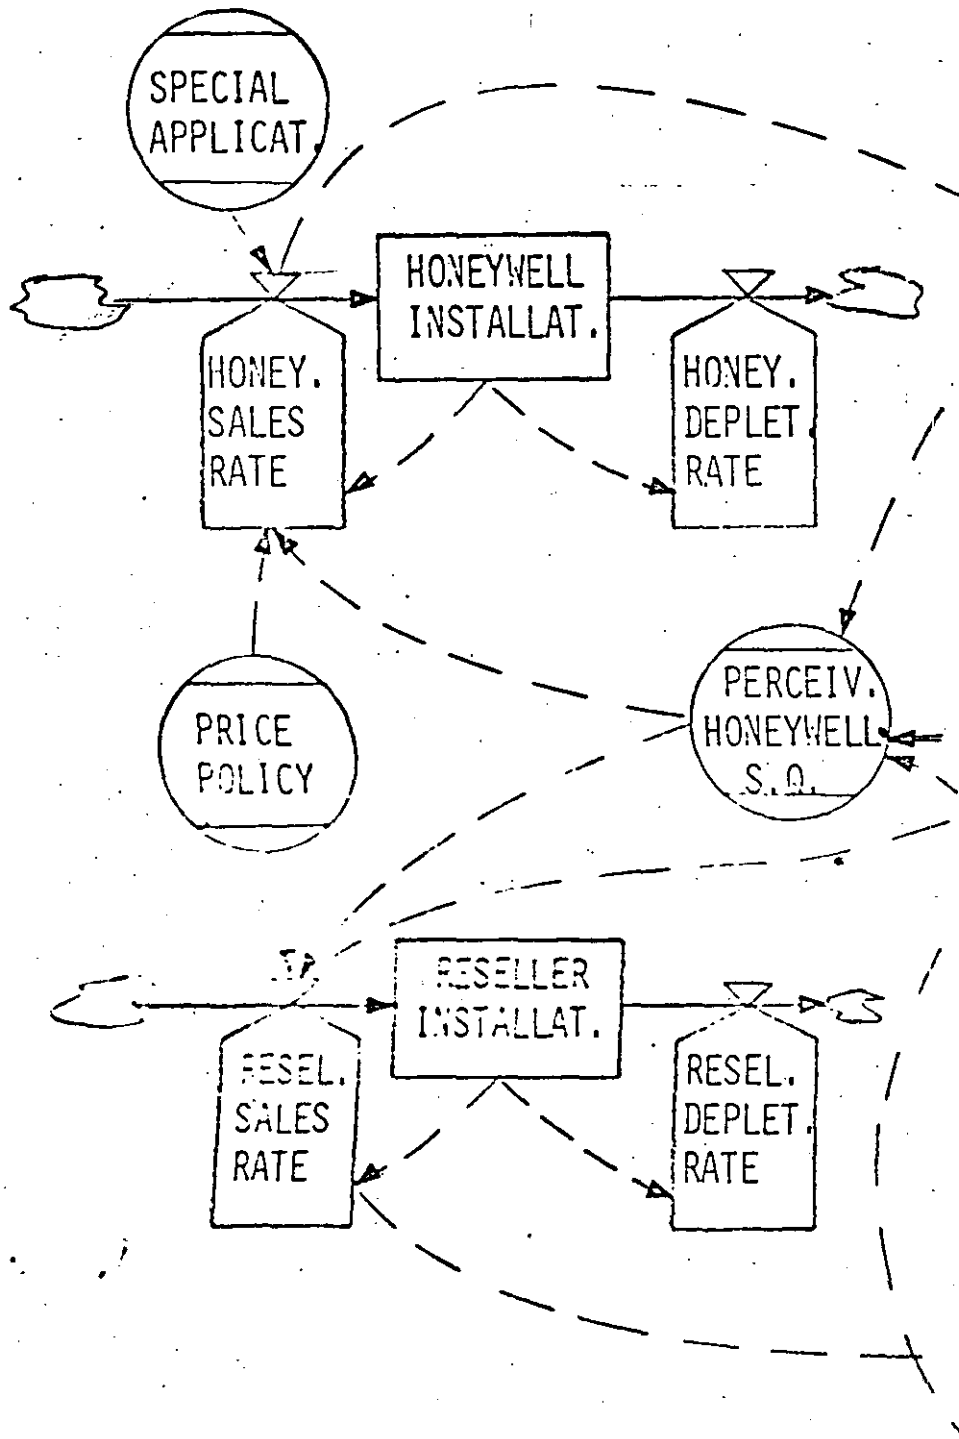 SPECIAL
APPLICAT.
HONEYWELL
INSTALLAT.
HONEY.
SALES
RATE
HONEY.
DEPLET.
RATE
PRICE
POLICY
PERCEIV.
HONEYWELL
S.Q.
RESELLER
INSTALLAT.
RESEL.
SALES
RATE
RESEL.
DEPLET.
RATE